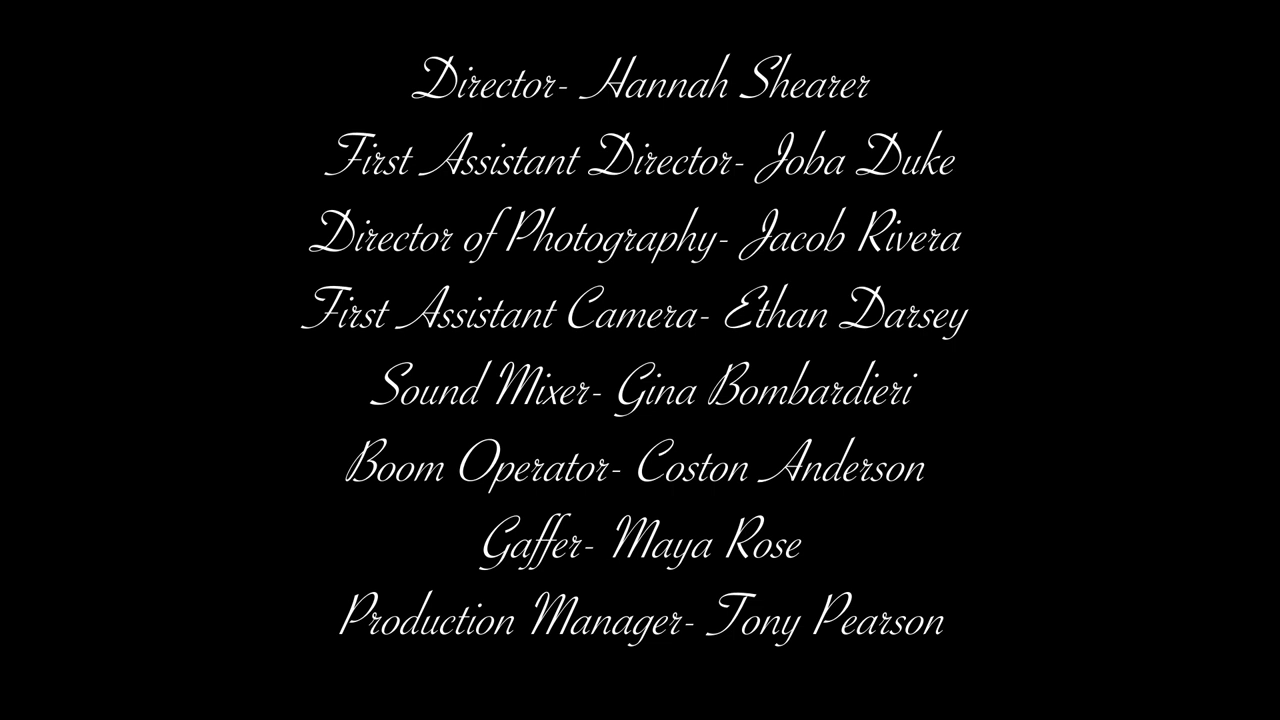 Director- Hannah Shearer
First Assistant Director- Joba Duke
Director of Photography- Jacob Rivera
First Assistant Camera- Ethan Darsey
Sound Mixer- Gina Bombardieri
Boom Operator- Coston Anderson
Gaffer- Maya Rose
Production Manager- Tony Pearson